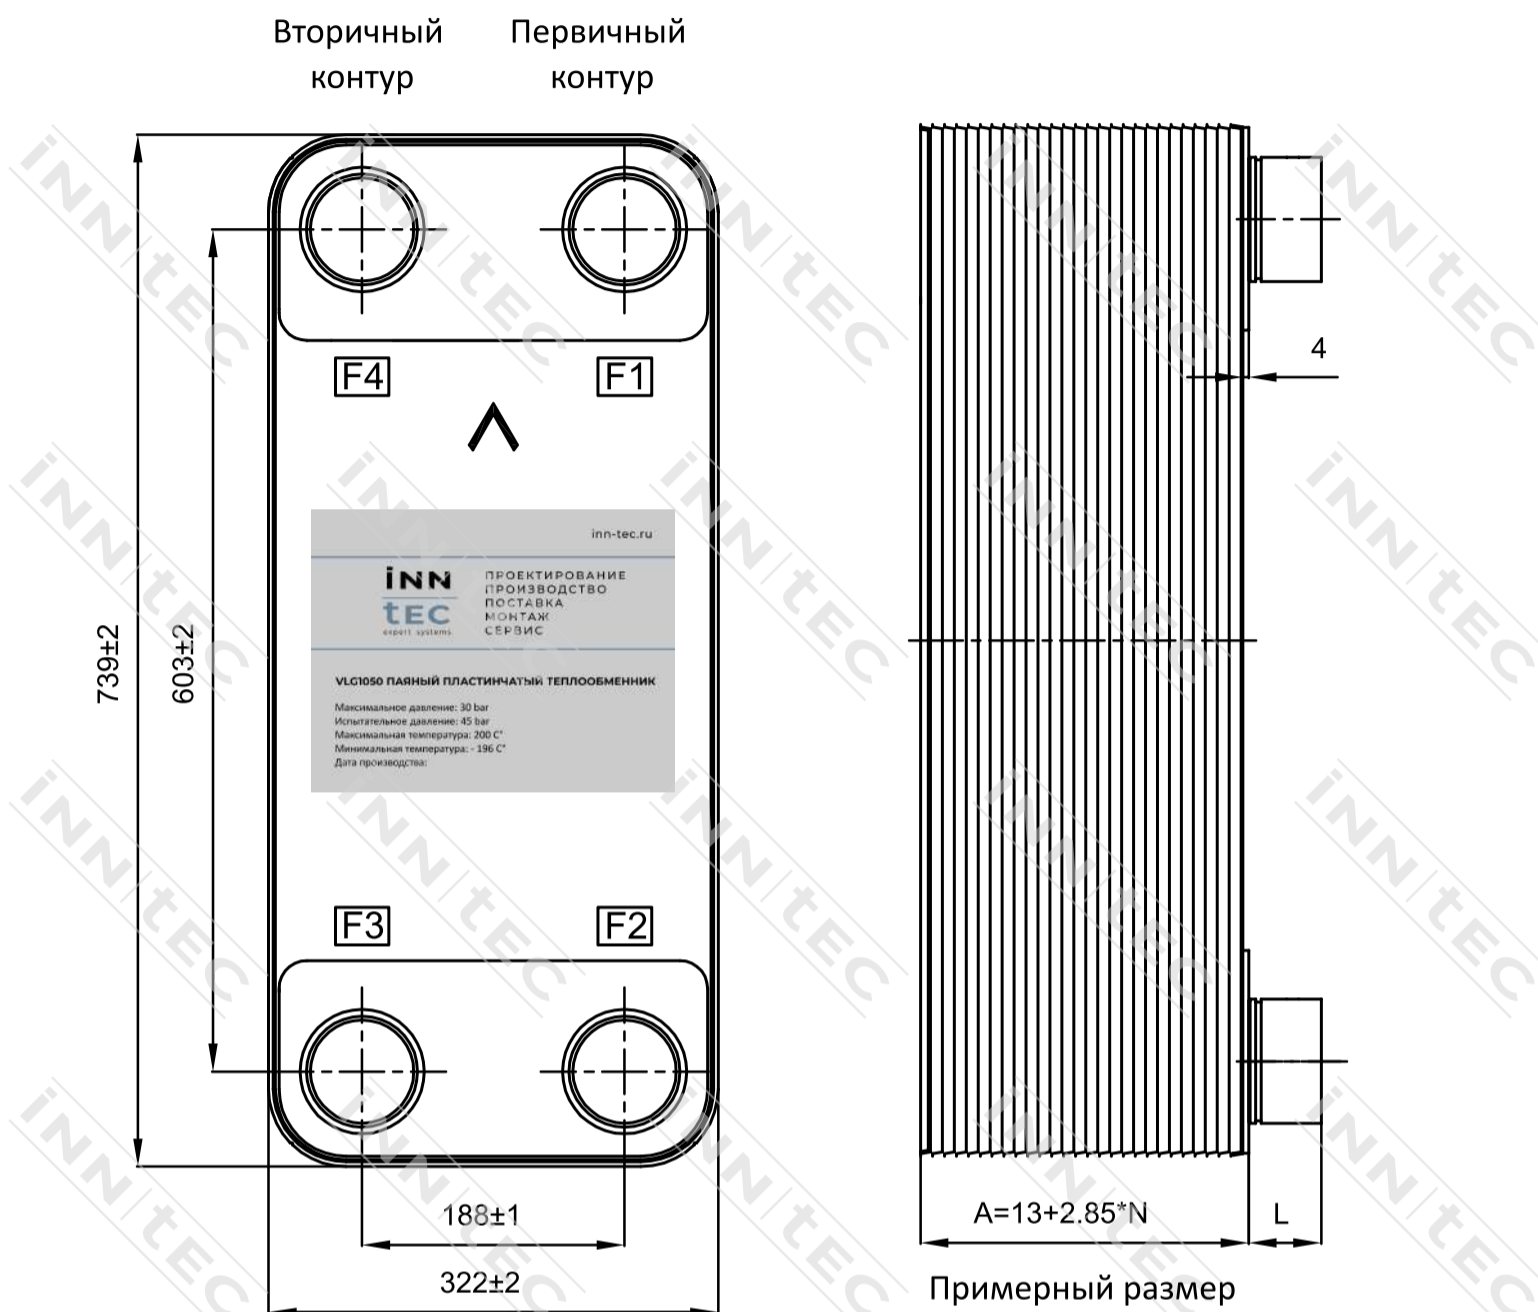 Вторичный
контур
Первичный
контур
F4
F1
4
739±2
603±2
inn-tec.ru
iNN
tEC
expert systems
ПРОЕКТИРОВАНИЕ
ПРОИЗВОДСТВО
ПОСТАВКА
МОНТАЖ
СЕРВИС
VLG1050 ПАЯНЫЙ ПЛАСТИНЧАТЫЙ ТЕПЛООБМЕННИК
Максимальное давление: 30 bar
Испытательное давление: 45 bar
Максимальная температура: 200 C°
Минимальная температура: - 196 C°
Дата производства:
F3
F2
188±1
322±2
A=13+2.85*N
L
Примерный размер